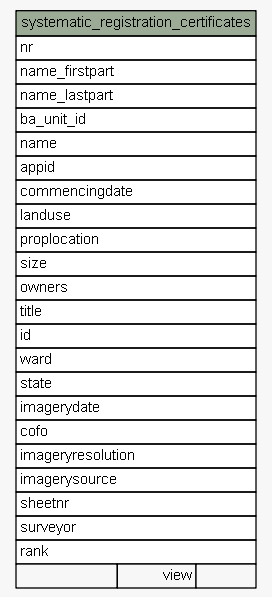 systematic_registration_certificates
nr
name_firstpart
name_lastpart
ba_unit_id
name
appid
commencingdate
landuse
proplocation
size
owners
title
id
ward
state
imagerydate
cofo
imageryresolution
imagerysource
sheetnr
surveyor
rank
view